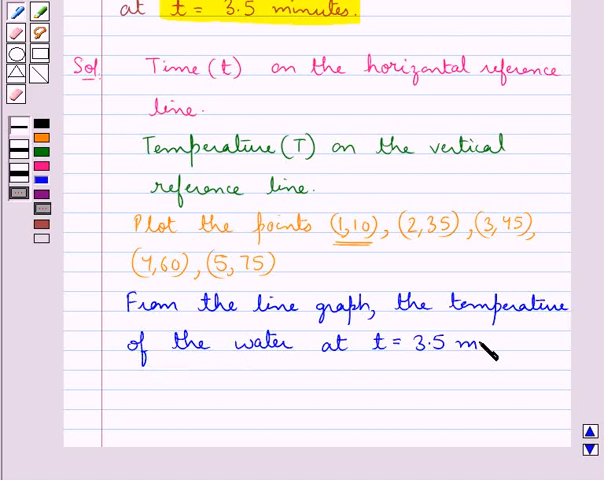 at t = 3.5 minutes.
Sol. Time (t) on the horizontal reference
line.
Temperature (T) on the vertical
reference line.
Plot the points (1,10), (2,35), (3,45),
(4,60), (5,75)
From the line graph, the temperature
of the water at t = 3.5 m